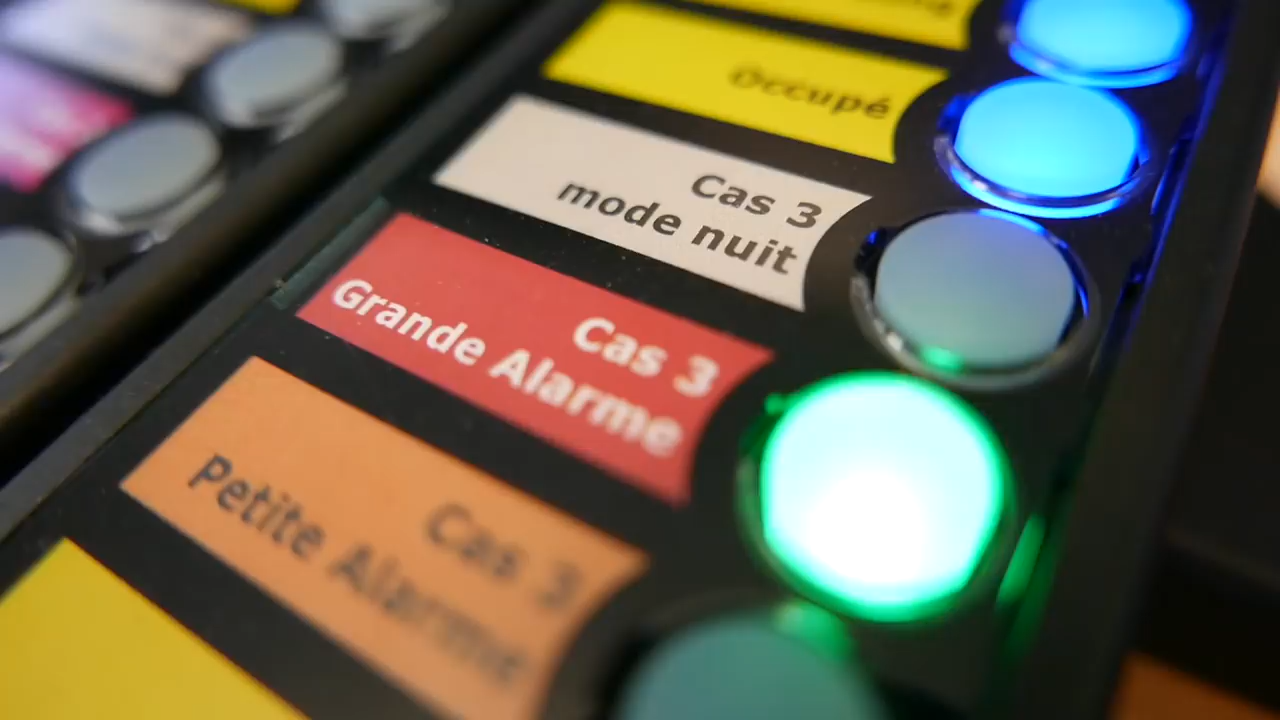 Occupé
Cas 3
mode nuit
Cas 3
Grande Alarme
Cas 3
Petite Alarme